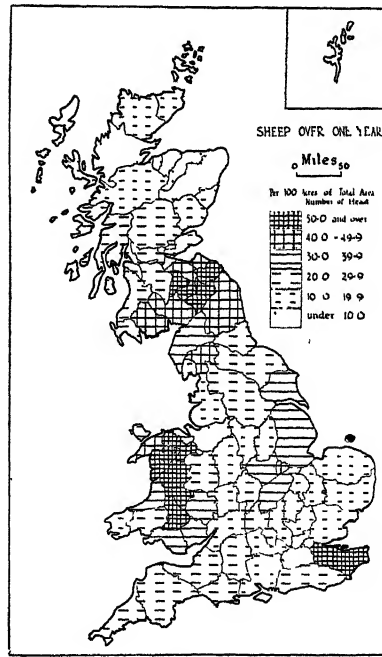 SHEEP OVFR ONE YEAR
0 Miles 50
Per 100 Acres of Total Area
Number of Head
50·0 and over
40 0 - 49·9
30·0 39·9
20 0 29·9
10 0 19 9
under 10 0